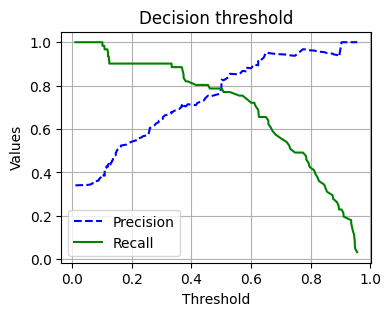 Decision threshold
1.0
0.8
0.6
0.4
0.2
0.0
Values
Precision
Recall
0.0 0.2 0.4 0.6 0.8 1.0
Threshold